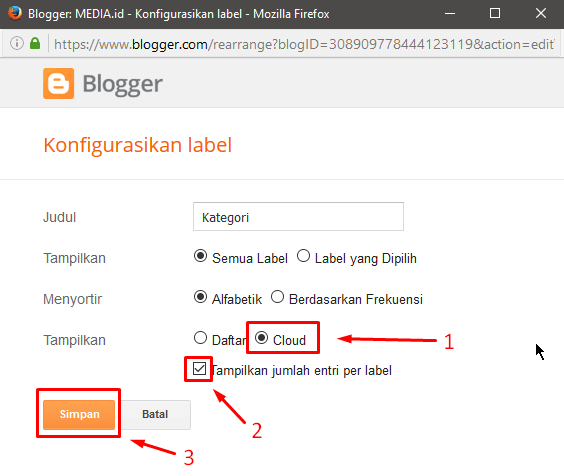 Blogger: MEDIA.id - Konfigurasikan label - Mozilla Firefox
https://www.blogger.com/rearrange?blogID=308909778444123119&action=edit
Blogger
Konfigurasikan label
Judul Kategori
Tampilkan Semua Label Label yang Dipilih
Menyortir Alfabetik Berdasarkan Frekuensi
Tampilkan Daftar Cloud 1
Tampilkan jumlah entri per label
Simpan Batal 2
3